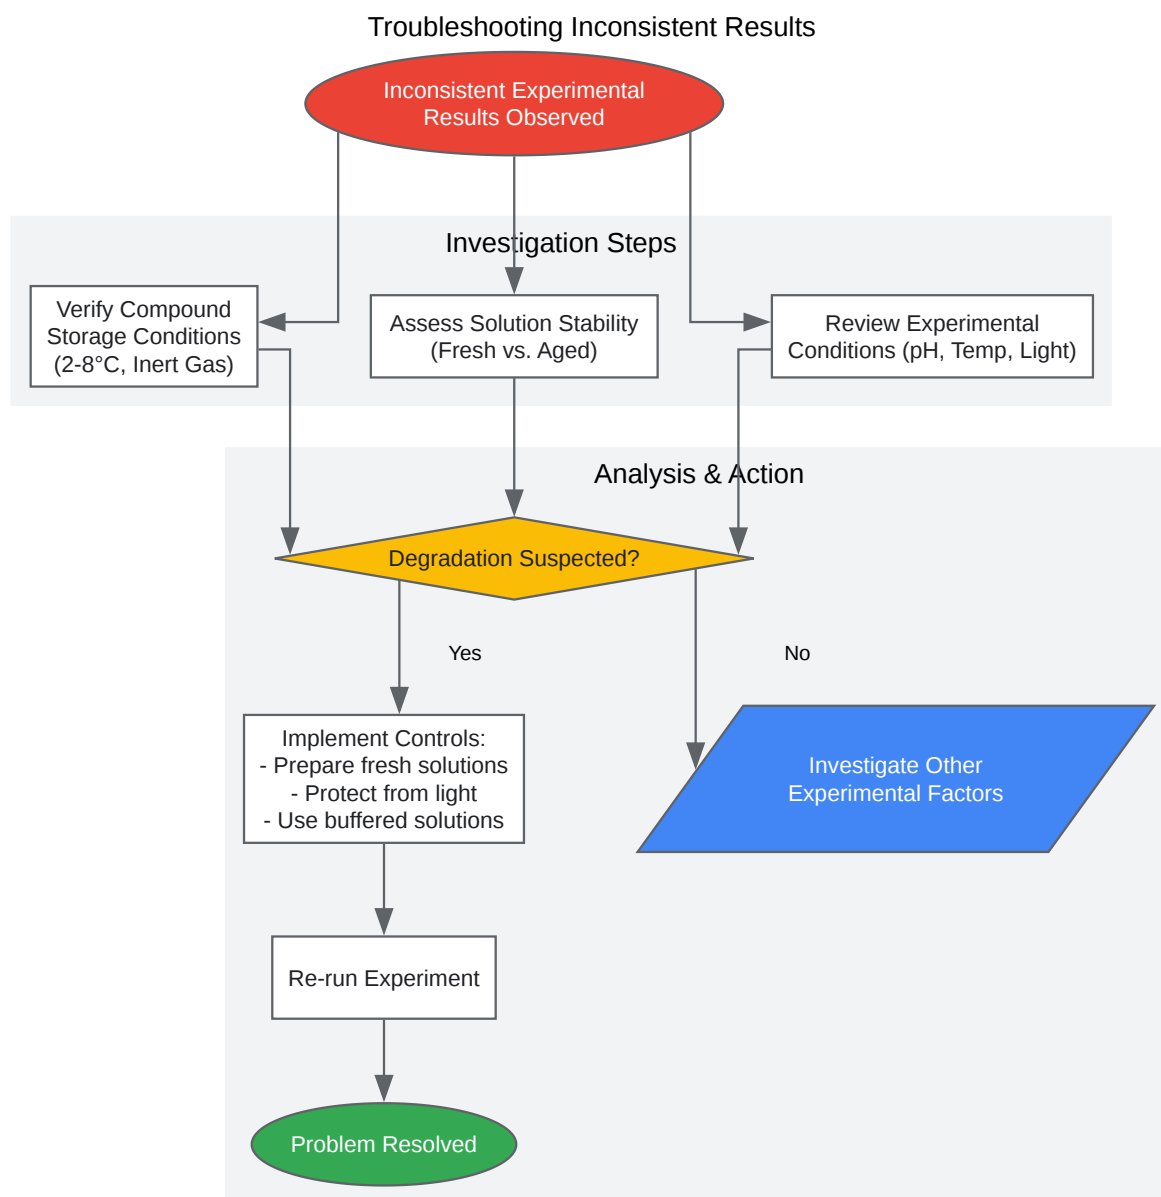 Troubleshooting Inconsistent Results
Inconsistent Experimental
Results Observed
Investigation Steps
Verify Compound
Storage Conditions
(2-8°C, Inert Gas)
Assess Solution Stability
(Fresh vs. Aged)
Review Experimental
Conditions (pH, Temp, Light)
Analysis & Action
Degradation Suspected?
Yes
No
Implement Controls:
- Prepare fresh solutions
- Protect from light
- Use buffered solutions
Investigate Other
Experimental Factors
Re-run Experiment
Problem Resolved